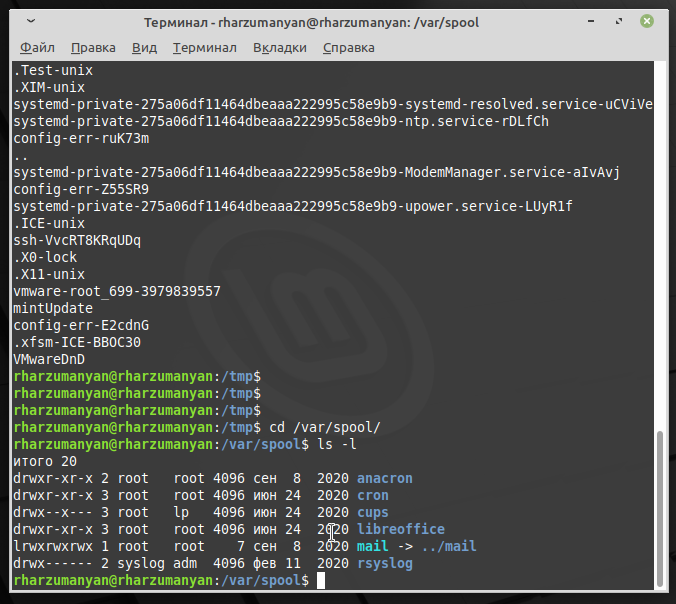 Терминал - rharzumanyan@rharzumanyan: /var/spool
Файл Правка Вид Терминал Вкладки Справка
.Test-unix
.XIM-unix
systemd-private-275a06df11464dbeaaa222995c58e9b9-systemd-resolved.service-uCViVe
systemd-private-275a06df11464dbeaaa222995c58e9b9-ntp.service-rDLfCh
config-err-ruK73m
..
systemd-private-275a06df11464dbeaaa222995c58e9b9-ModemManager.service-aIvAvj
config-err-Z55SR9
systemd-private-275a06df11464dbeaaa222995c58e9b9-upower.service-LUyR1f
.ICE-unix
ssh-VvcRT8KRqUDq
.X0-lock
.X11-unix
vmware-root_699-3979839557
mintUpdate
config-err-E2cdnG
.xfsm-ICE-BBOC30
VMwareDnD
rharzumanyan@rharzumanyan:/tmp$
rharzumanyan@rharzumanyan:/tmp$
rharzumanyan@rharzumanyan:/tmp$
rharzumanyan@rharzumanyan:/tmp$ cd /var/spool/
rharzumanyan@rharzumanyan:/var/spool$ ls -l
итого 20
drwxr-xr-x 2 root   root 4096 сен  8  2020 anacron
drwxr-xr-x 3 root   root 4096 июн 24  2020 cron
drwx--x--- 3 root   lp   4096 июн 24  2020 cups
drwxr-xr-x 3 root   root 4096 июн 24  2020 libreoffice
lrwxrwxrwx 1 root   root    7 сен  8  2020 mail -> ../mail
drwx------ 2 syslog adm  4096 фев 11  2020 rsyslog
rharzumanyan@rharzumanyan:/var/spool$